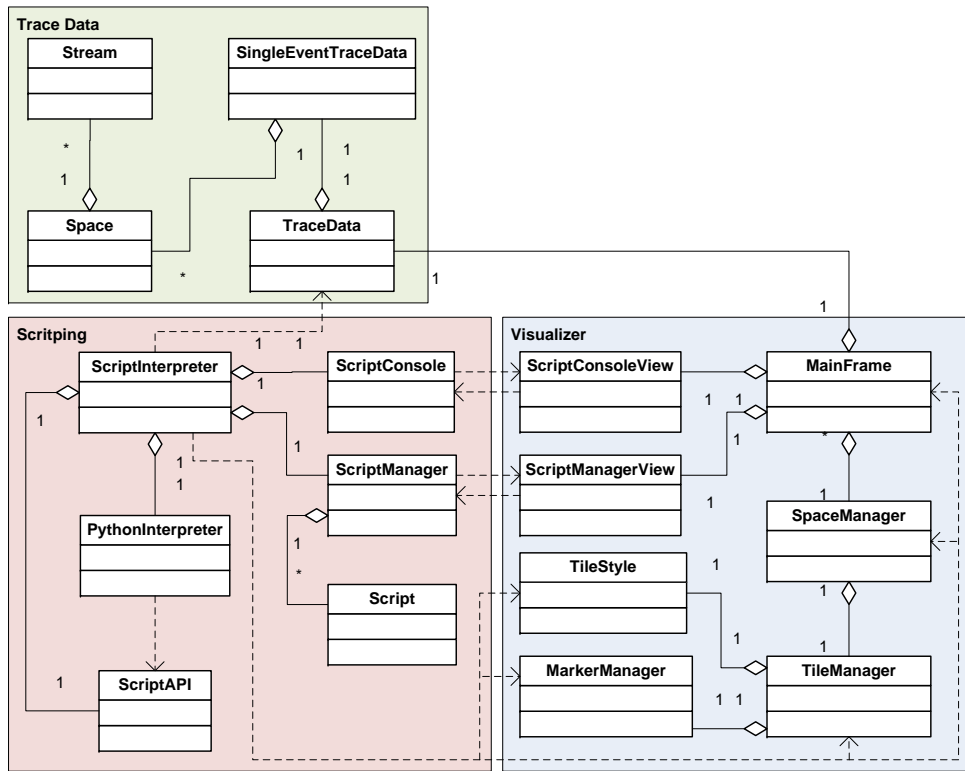 Trace Data
Stream
SingleEventTraceData
*
1
1
1
1
Space
TraceData
*
1
1
Scritping
Visualizer
1
1
ScriptInterpreter
ScriptConsole
ScriptConsoleView
MainFrame
1
1
1
1
1
1
*
ScriptManager
ScriptManagerView
1
1
1
1
PythonInterpreter
SpaceManager
1
*
1
TileStyle
Script
1
1
1
ScriptAPI
MarkerManager
TileManager
1
1
1